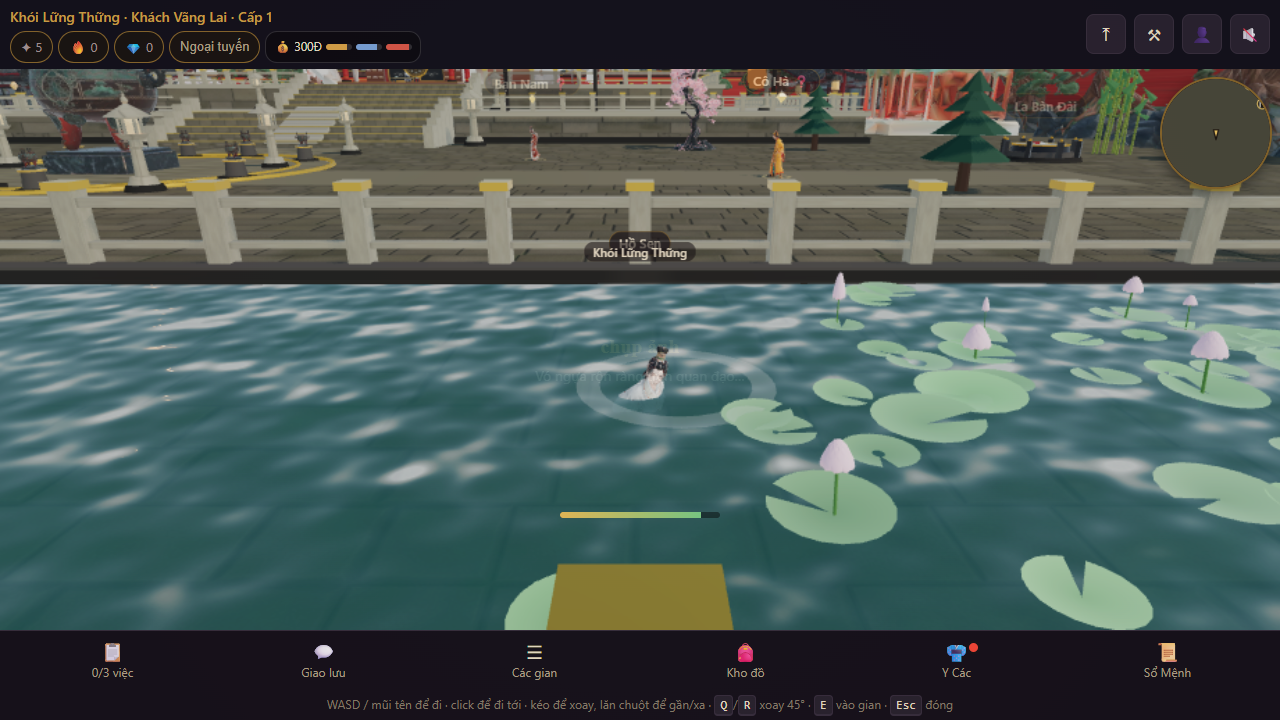 Khói Lững Thững · Khách Vãng Lai · Cấp 1
5
0
0
Ngoại tuyến
300Đ
Bán Nam
Cô Hà
La Bàn Đài
Hồ Sen
Khói Lững Thững
0/3 việc
Giao lưu
Các gian
Kho đồ
Y Các
Sổ Mệnh
WASD / mũi tên để đi · click để đi tới · kéo để xoay, lăn chuột để gần/xa · Q / R xoay 45° · E vào gian · Esc đóng